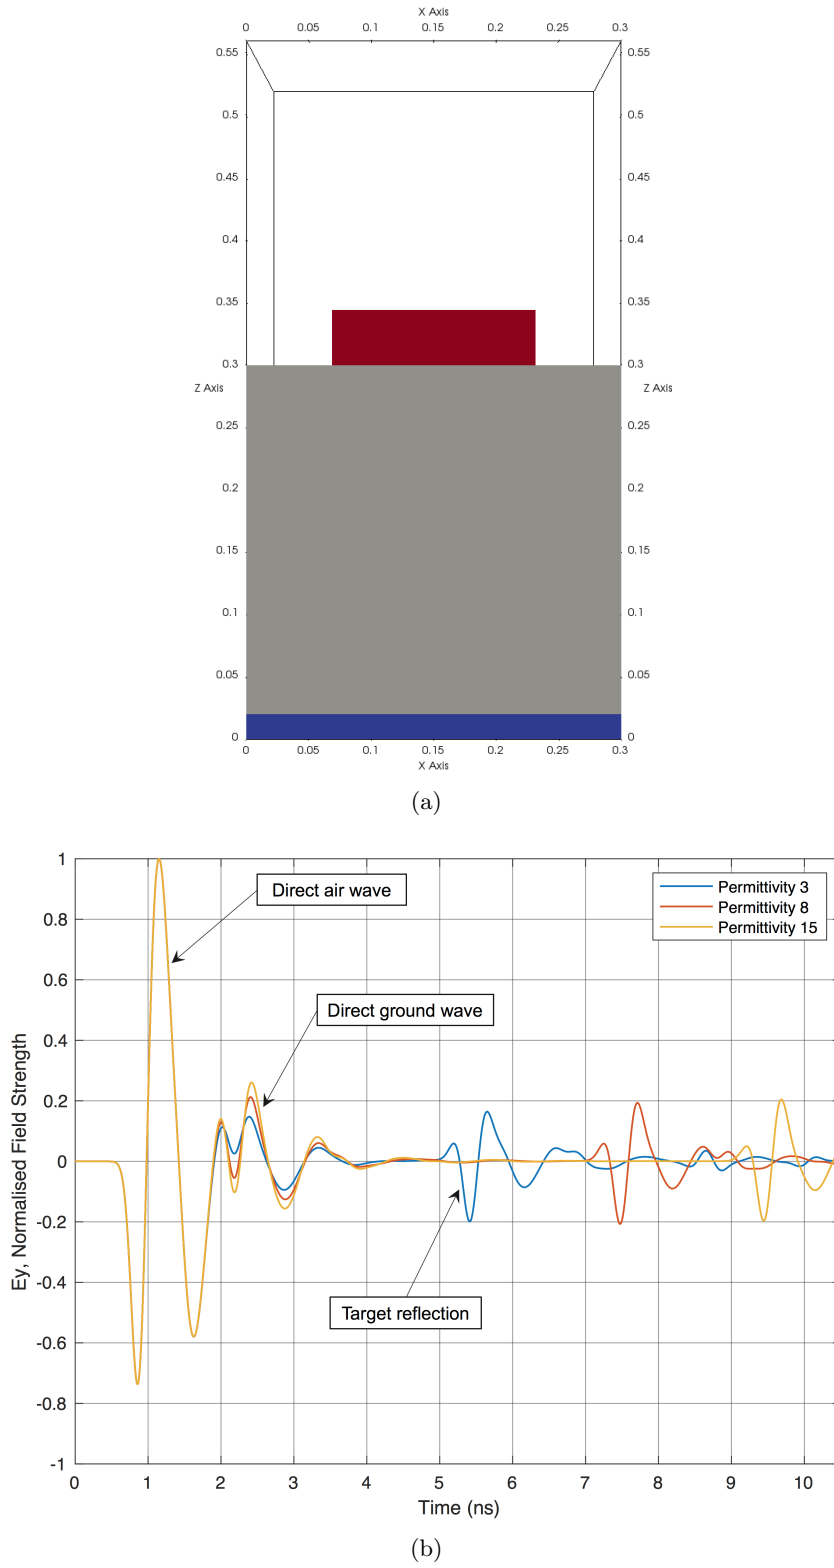 X Axis
0 0.05 0.1 0.15 0.2 0.25 0.3
0.55 0.55
0.5 0.5
0.45 0.45
0.4 0.4
0.35 0.35
0.3 0.3
Z Axis Z Axis
0.25 0.25
0.2 0.2
0.15 0.15
0.1 0.1
0.05 0.05
0 0
0 0.05 0.1 0.15 0.2 0.25 0.3
X Axis
(a)
1
Direct air wave
Permittivity 3
Permittivity 8
Permittivity 15
0.8
0.6
Direct ground wave
0.4
0.2
0
-0.2
-0.4
Target reflection
-0.6
-0.8
-1
Ey, Normalised Field Strength
0 1 2 3 4 5 6 7 8 9 10
Time (ns)
(b)